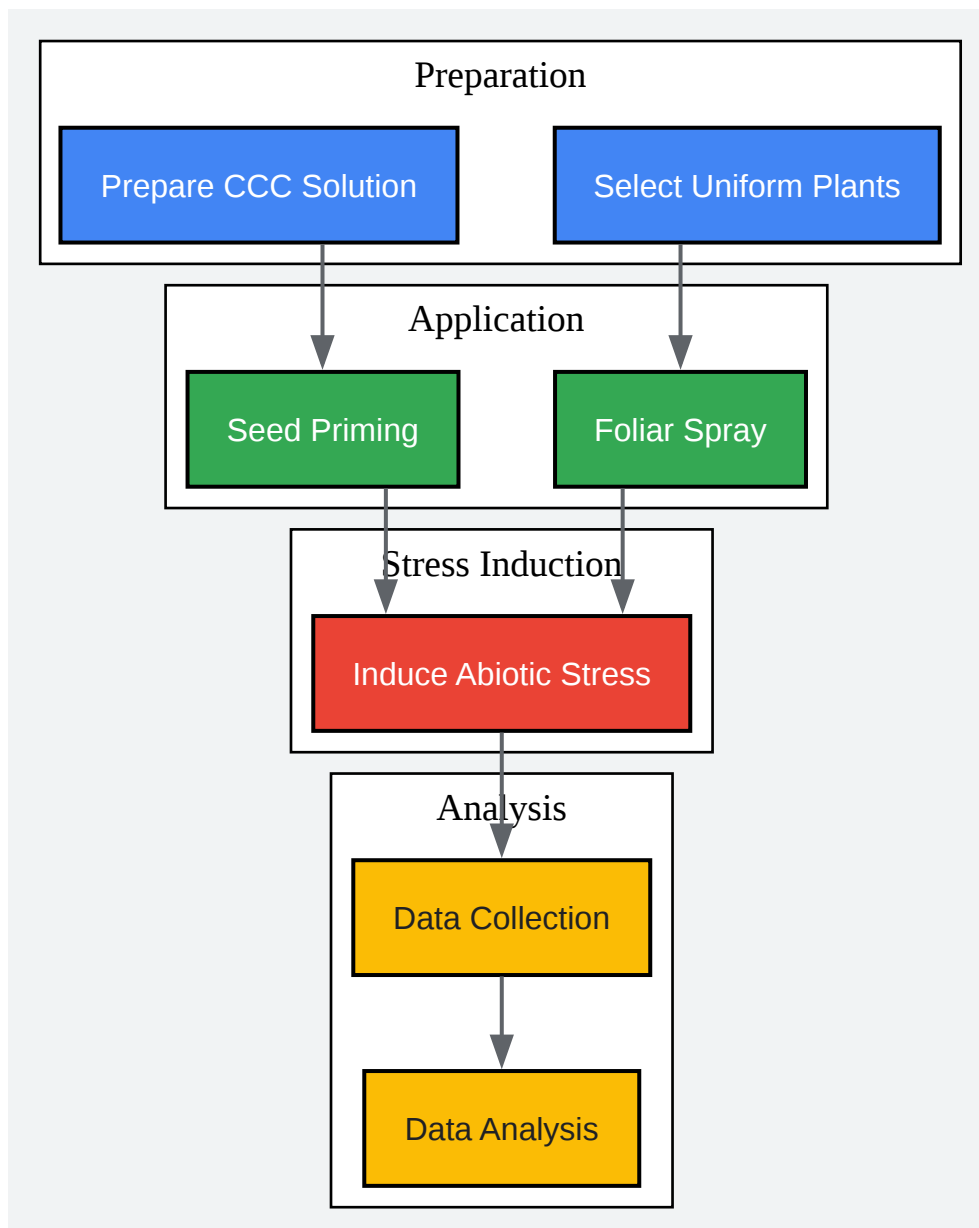 Preparation
Prepare CCC Solution
Select Uniform Plants
Application
Seed Priming
Foliar Spray
Stress Induction
Induce Abiotic Stress
Analysis
Data Collection
Data Analysis